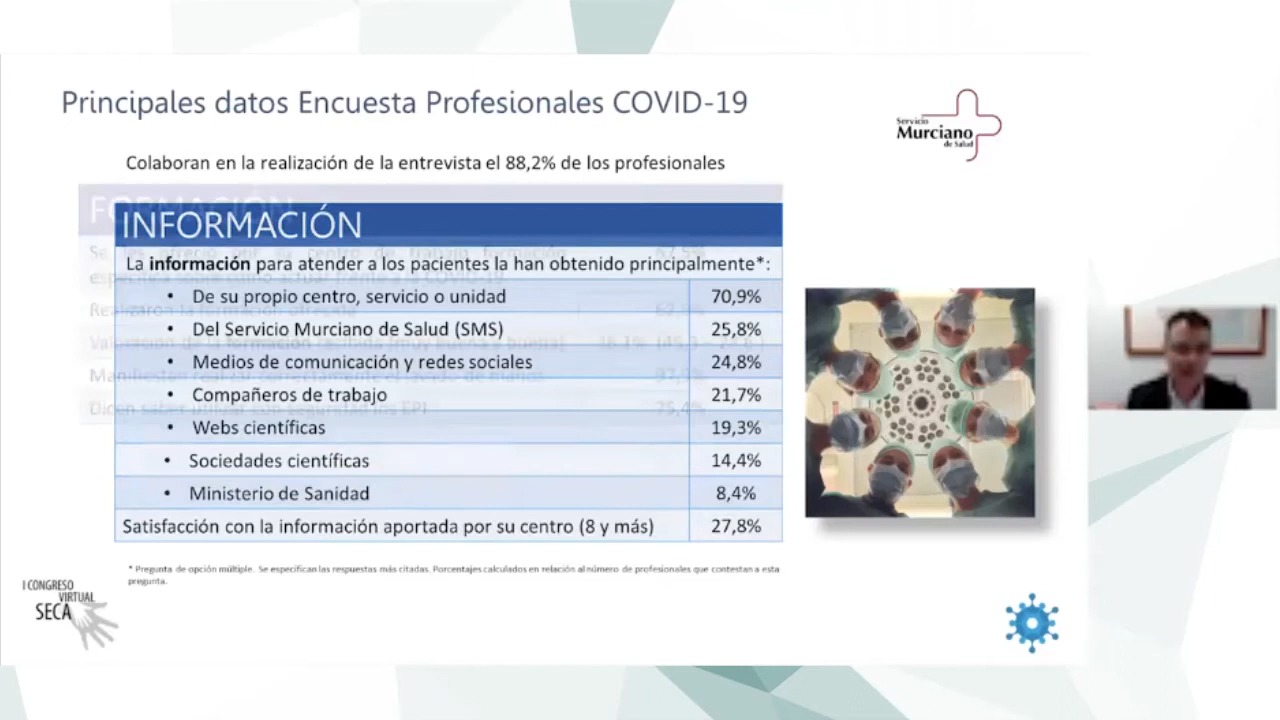 Principales datos Encuesta Profesionales COVID-19
Servicio
Murciano
de Salud
Colaboran en la realización de la entrevista el 88,2% de los profesionales
FORMACIÓN
INFORMACIÓN
La información para atender a los pacientes la han obtenido principalmente*:
• De su propio centro, servicio o unidad 70,9%
• Del Servicio Murciano de Salud (SMS) 25,8%
• Medios de comunicación y redes sociales 24,8%
• Compañeros de trabajo 21,7%
• Webs científicas 19,3%
• Sociedades científicas 14,4%
• Ministerio de Sanidad 8,4%
Satisfacción con la información aportada por su centro (8 y más) 27,8%
* Pregunta de opción múltiple. Se especifican las respuestas más citadas. Porcentajes calculados en relación al número de profesionales que contestan a esta
pregunta.
I CONGRESO
VIRTUAL
SECA